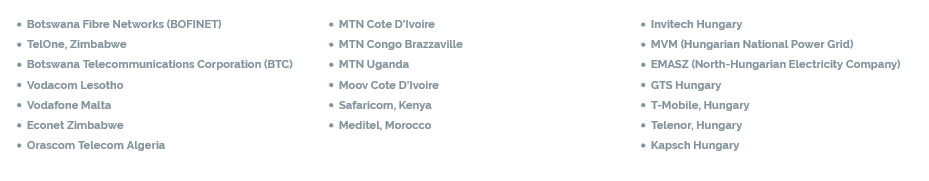 • Botswana Fibre Networks (BOFINET)
• TelOne, Zimbabwe
• Botswana Telecommunications Corporation (BTC)
• Vodacom Lesotho
• Vodafone Malta
• Econet Zimbabwe
• Orascom Telecom Algeria
• MTN Cote D'Ivoire
• MTN Congo Brazzaville
• MTN Uganda
• Moov Cote D'Ivoire
• Safaricom, Kenya
• Meditel, Morocco
• Invitech Hungary
• MVM (Hungarian National Power Grid)
• EMASZ (North-Hungarian Electricity Company)
• GTS Hungary
• T-Mobile, Hungary
• Telenor, Hungary
• Kapsch Hungary